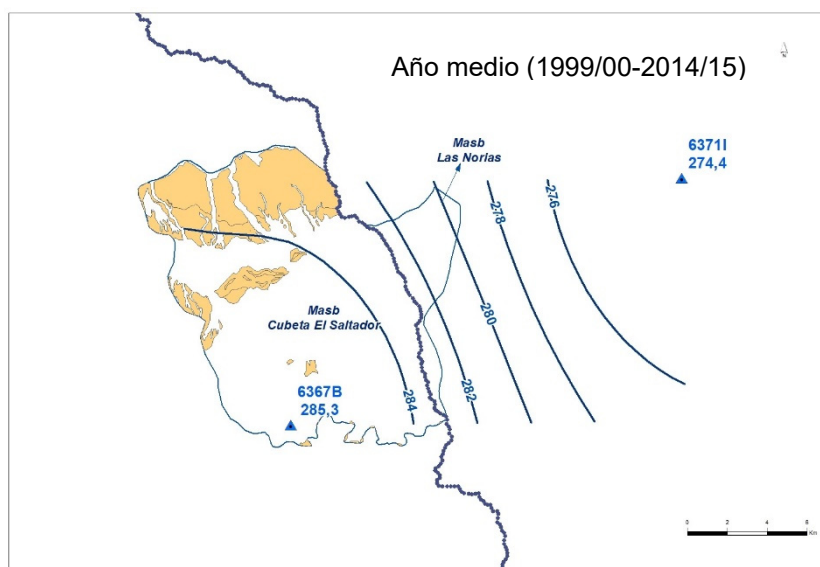 Año medio (1999/00-2014/15)
N
Masb
Las Norias
6371I
274,4
276
278
280
282
284
Masb
Cubeta El Saltador
6367B
285,3
0 2 4 8
Km